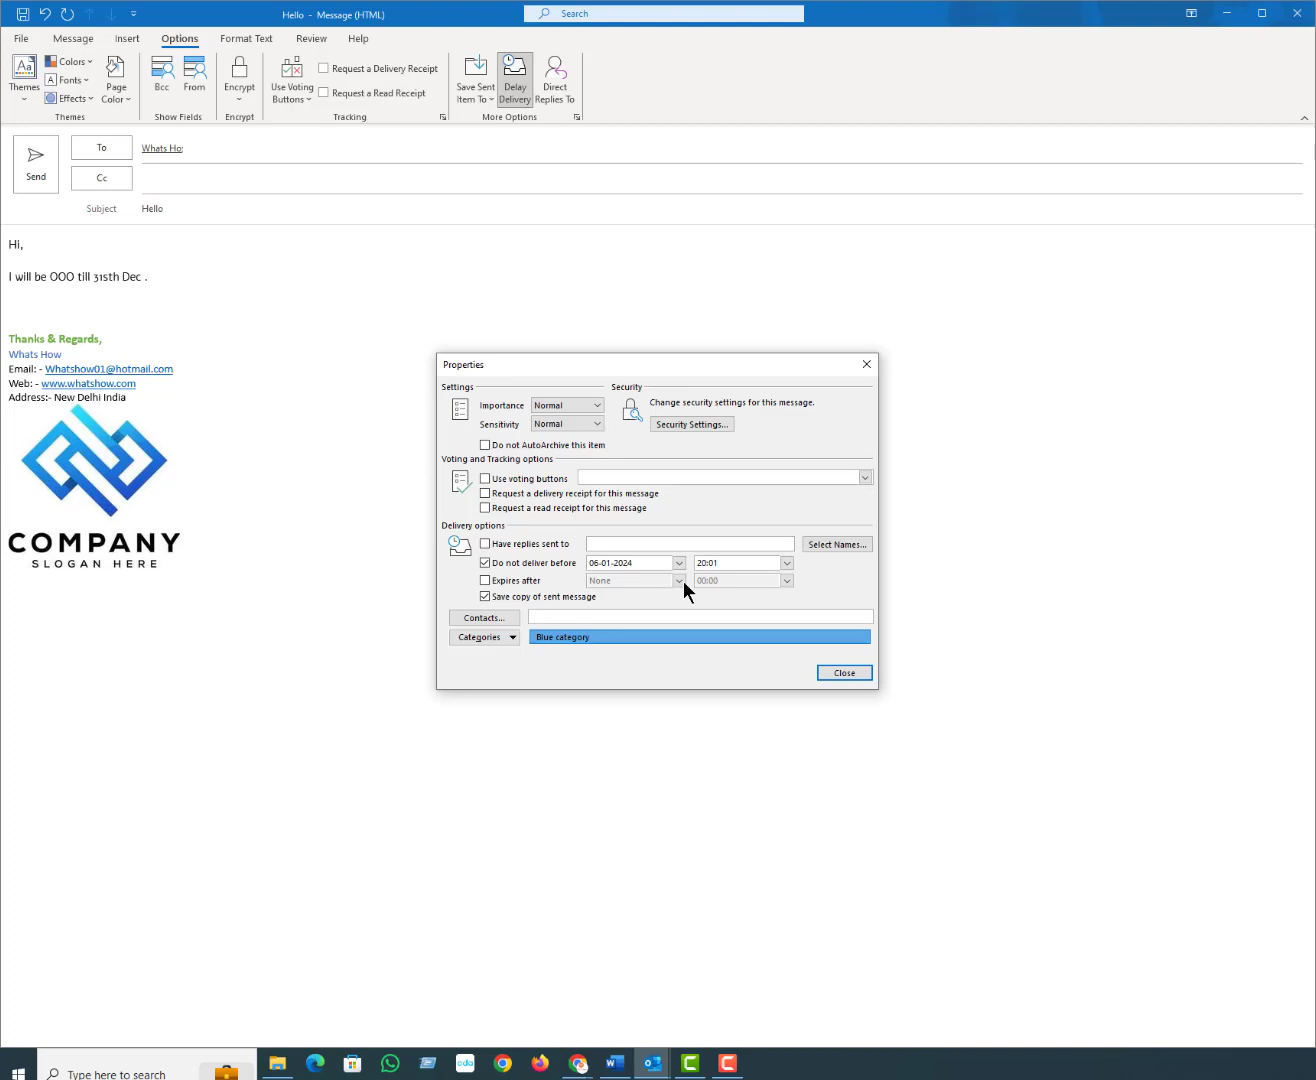 Hello - Message (HTML)
Search
File Message Insert Options Format Text Review Help
Themes
Colors
Fonts
Effects
Page Color
Themes
Bcc
From
Show Fields
Encrypt
Encrypt
Use Voting Buttons
Request a Delivery Receipt
Request a Read Receipt
Tracking
Save Sent Item To
Delay Delivery
Direct Replies To
More Options
Send
To
Whats Ho;
Cc
Subject
Hello
Hi,
I will be OOO till 31sth Dec .
Thanks & Regards,
Whats How
Email: - Whatshow01@hotmail.com
Web: - www.whatshow.com
Address:- New Delhi India
COMPANY
SLOGAN HERE
Properties
Settings
Importance Normal
Sensitivity Normal
Do not AutoArchive this item
Security
Change security settings for this message.
Security Settings...
Voting and Tracking options
Use voting buttons
Request a delivery receipt for this message
Request a read receipt for this message
Delivery options
Have replies sent to
Select Names...
Do not deliver before 06-01-2024 20:01
Expires after None 00:00
Save copy of sent message
Contacts...
Categories Blue category
Close
Type here to search